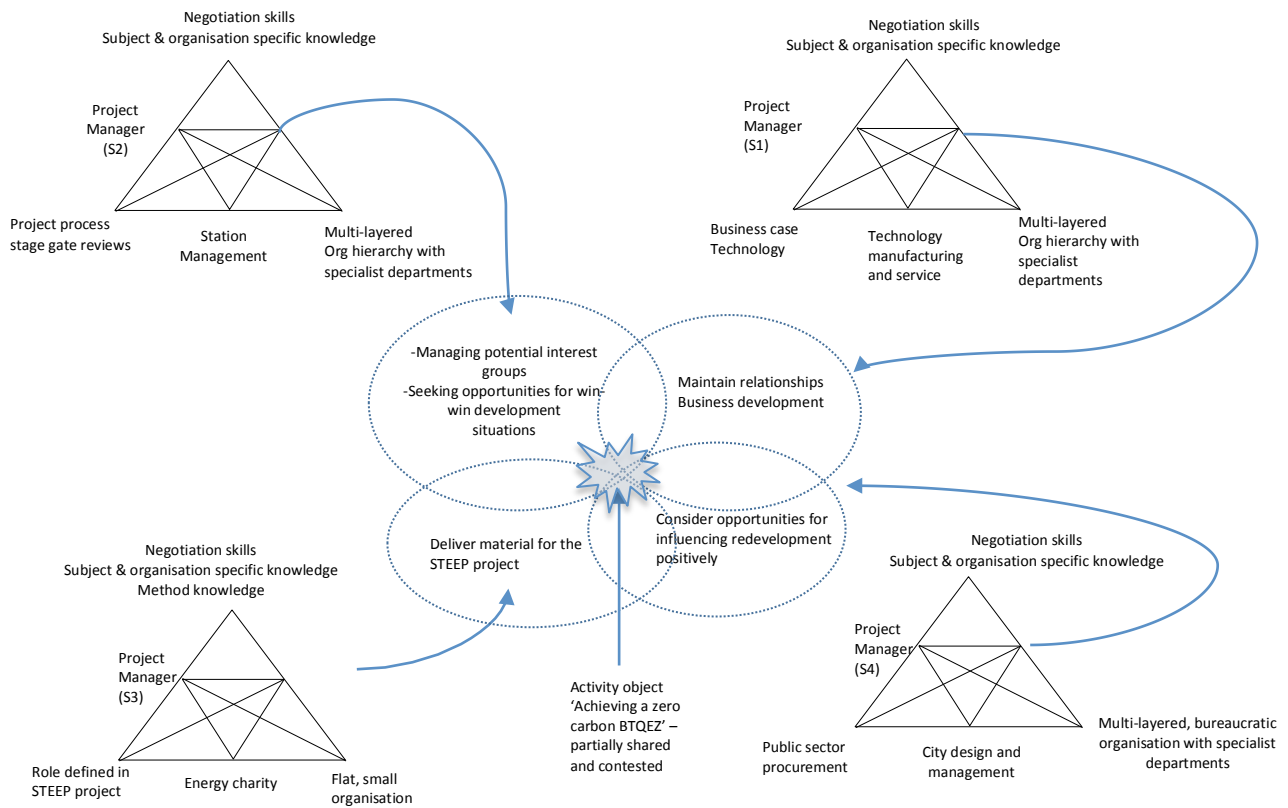 Negotiation skills
Subject & organisation specific knowledge
Project
Manager
(S2)
Project process
stage gate reviews
Station
Management
Multi-layered
Org hierarchy with
specialist departments
Negotiation skills
Subject & organisation specific knowledge
Project
Manager
(S1)
Business case
Technology
Technology
manufacturing
and service
Multi-layered
Org hierarchy with
specialist
departments
-Managing potential interest
groups
-Seeking opportunities for win-
win development
situations
Maintain relationships
Business development
Deliver material for the
STEEP project
Consider opportunities for
influencing redevelopment
positively
Negotiation skills
Subject & organisation specific knowledge
Method knowledge
Project
Manager
(S3)
Role defined in
STEEP project
Energy charity
Flat, small
organisation
Activity object
‘Achieving a zero
carbon BTQEZ’ –
partially shared
and contested
Negotiation skills
Subject & organisation specific knowledge
Project
Manager
(S4)
Public sector
procurement
City design and
management
Multi-layered, bureaucratic
organisation with specialist
departments